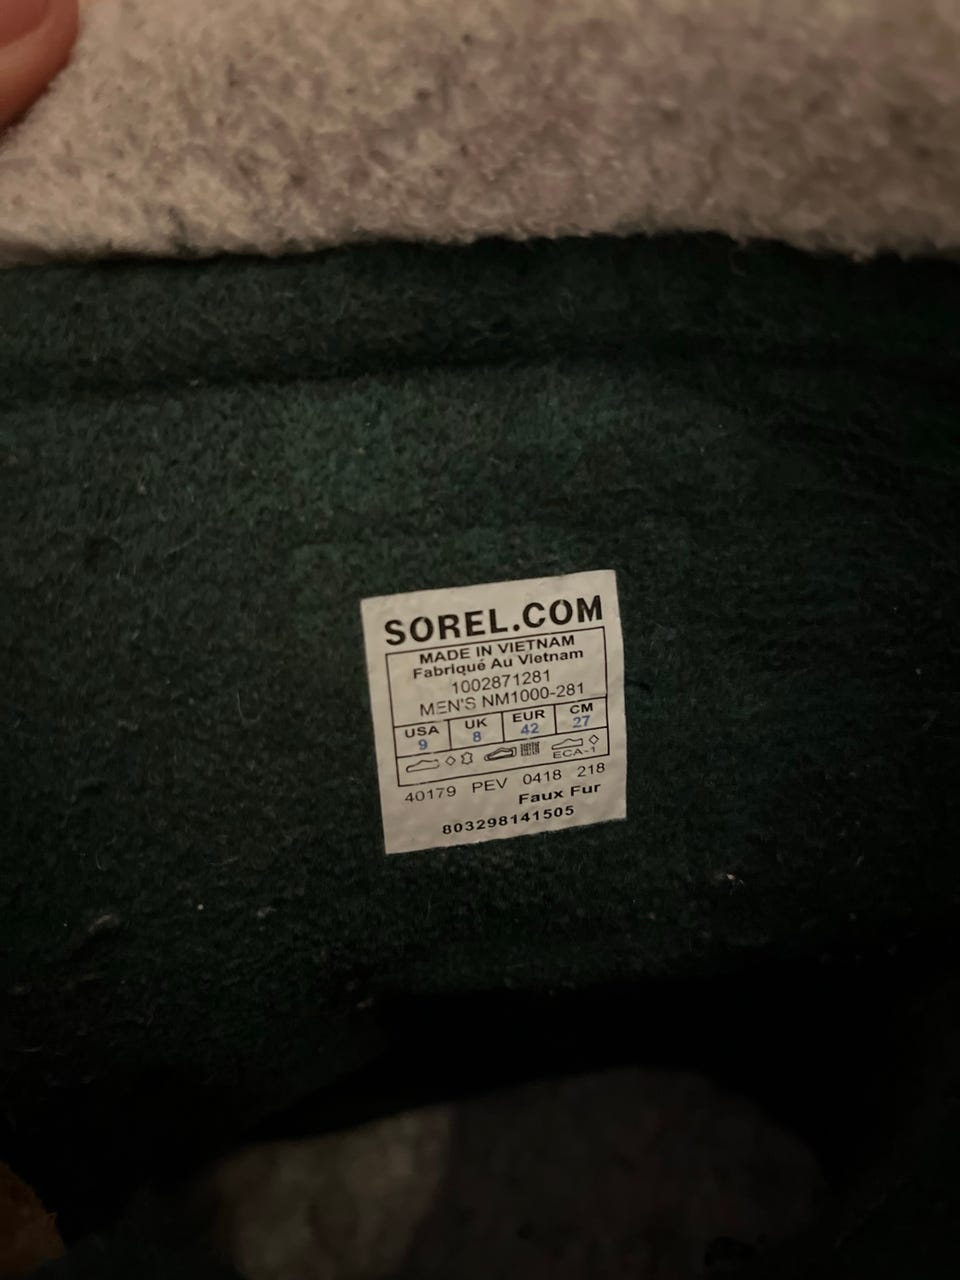 SOREL.COM
MADE IN VIETNAM
Fabriqué Au Vietnam
1002871281
MEN'S NM1000-281
USA UK EUR CM
9 8 42 27
ECA-1
40179 PEV 0418 218
Faux Fur
803298141505